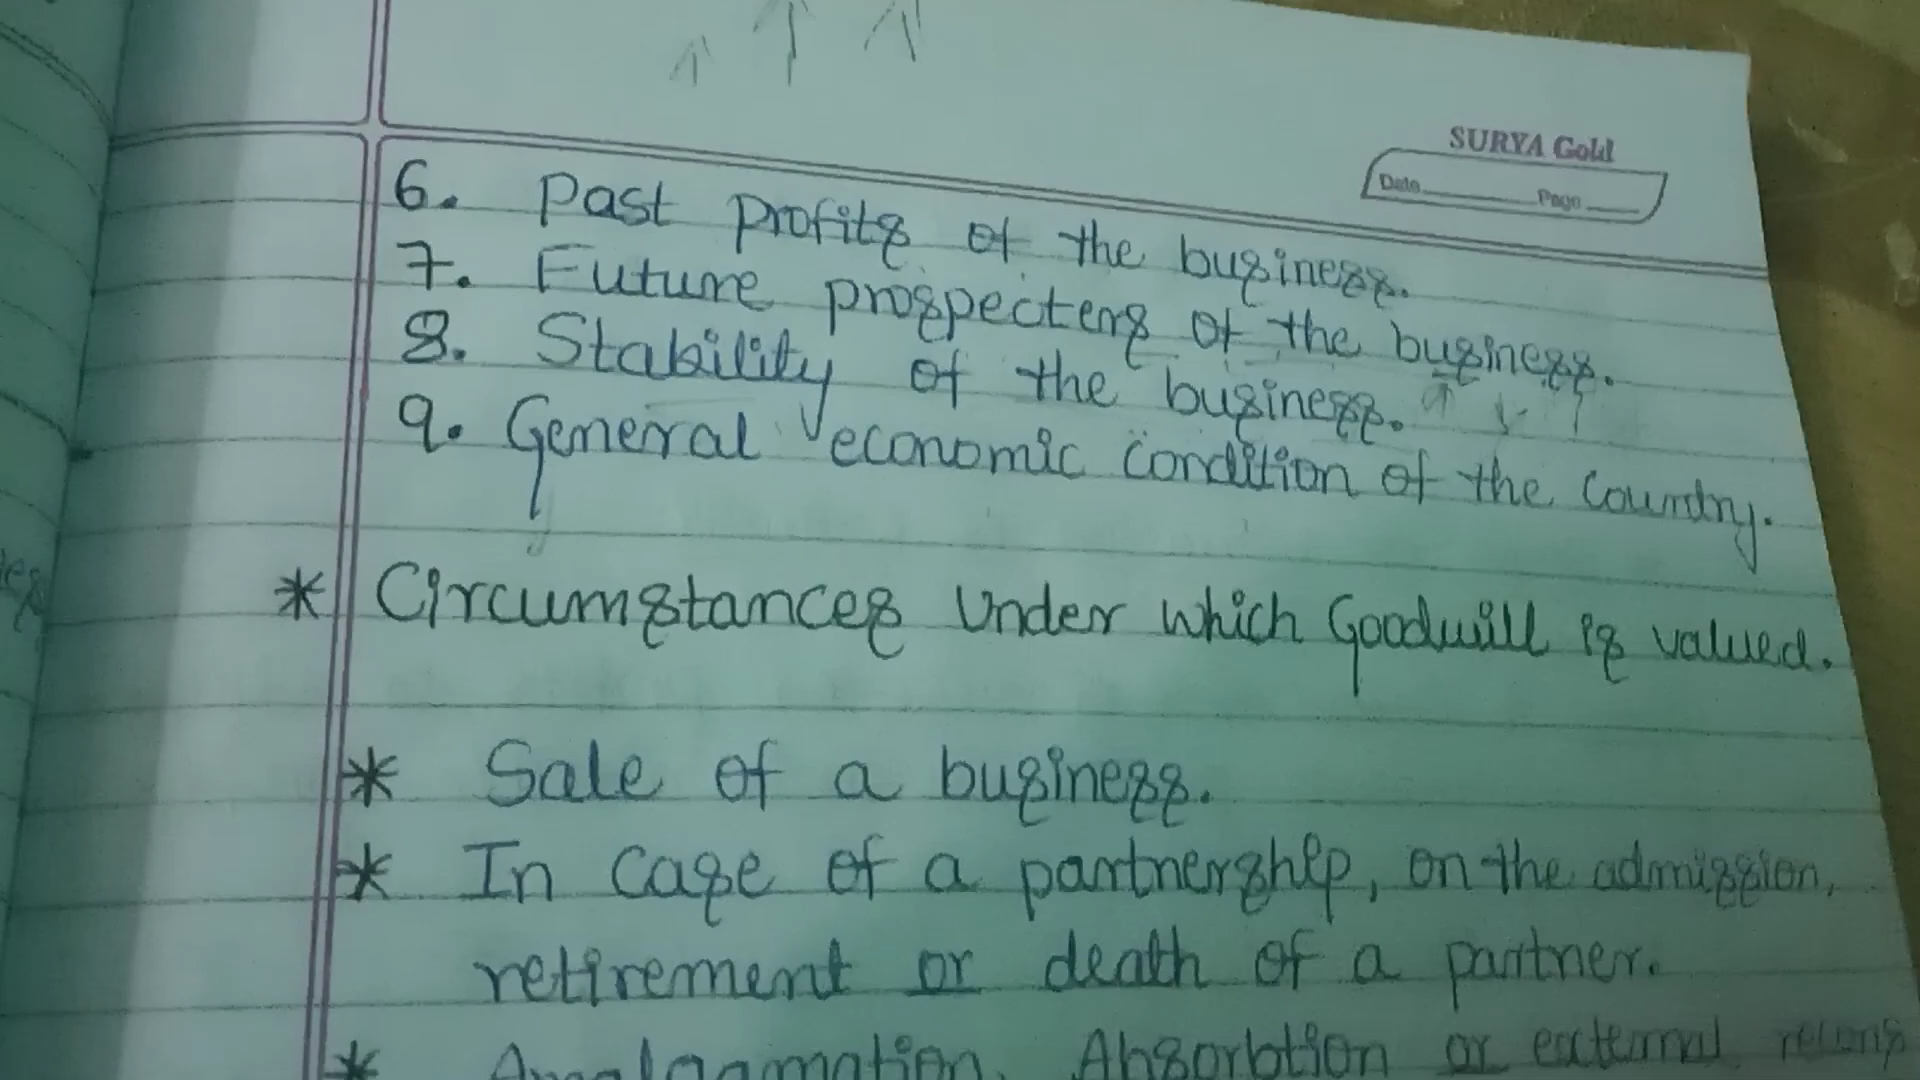 SURYA Gold
Date Page
6. Past profits of the business.
7. Future prospecters of the business.
8. Stability of the business.
9. General economic condition of the country.
* Circumstances Under which Goodwill is valued.
* Sale of a business.
* In case of a partnership, on the admission,
retirement or death of a partner.
* Amalgamation, Absorbtion or external